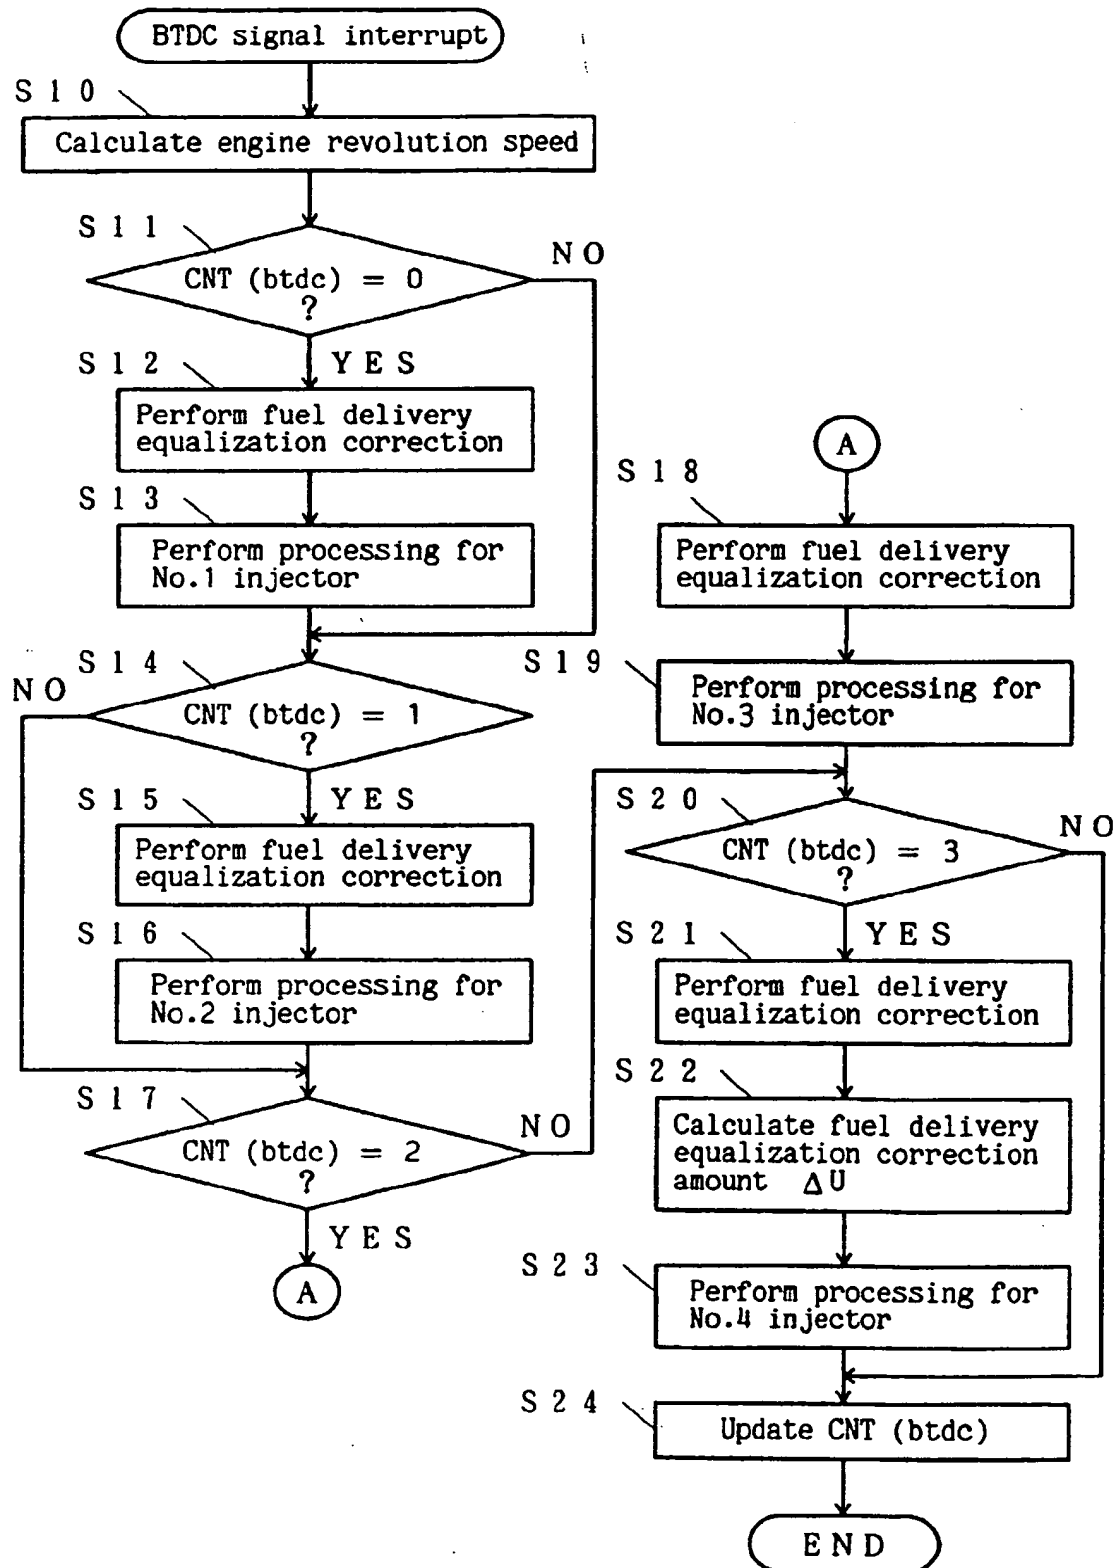 BTDC signal interrupt
S10
Calculate engine revolution speed
S11
CNT (btdc) = 0
?
NO
YES
S12
Perform fuel delivery
equalization correction
S13
Perform processing for
No.1 injector
S14
NO
CNT (btdc) = 1
?
YES
S15
Perform fuel delivery
equalization correction
S16
Perform processing for
No.2 injector
S17
CNT (btdc) = 2
?
NO
YES
A
A
S18
Perform fuel delivery
equalization correction
S19
Perform processing for
No.3 injector
S20
CNT (btdc) = 3
?
NO
YES
S21
Perform fuel delivery
equalization correction
S22
Calculate fuel delivery
equalization correction
amount ΔU
S23
Perform processing for
No.4 injector
S24
Update CNT (btdc)
END